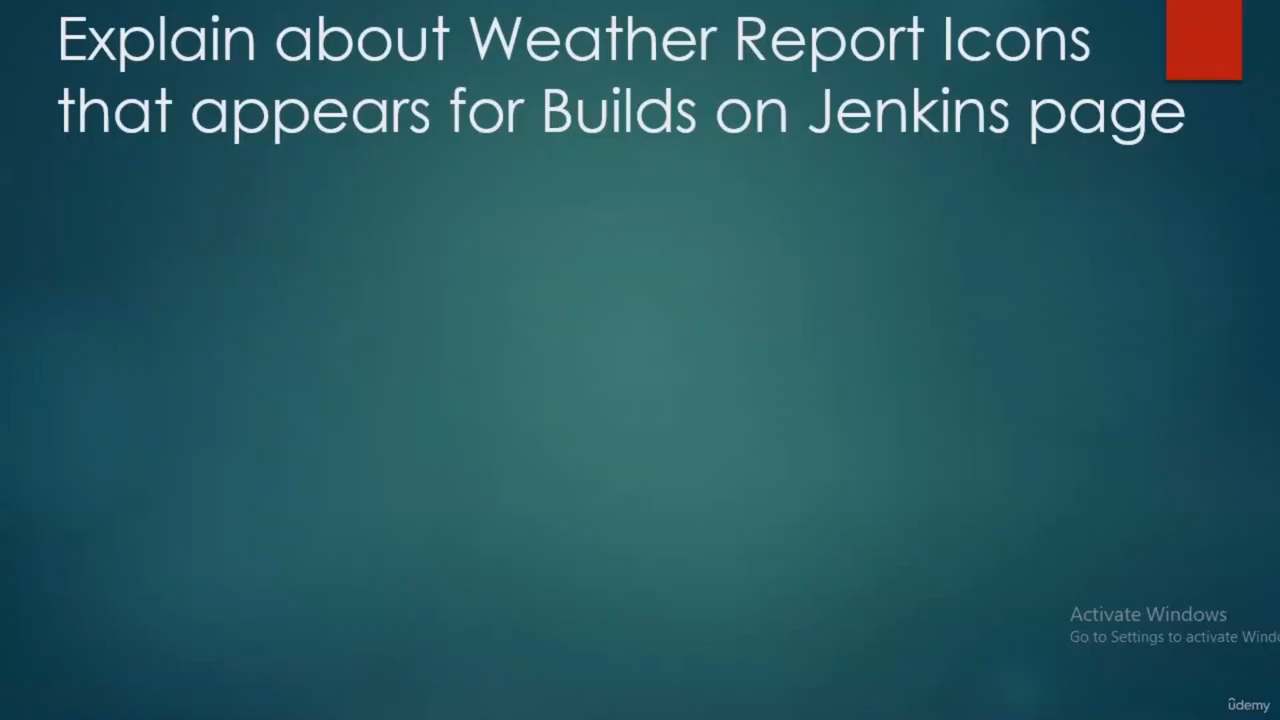 Explain about Weather Report Icons
that appears for Builds on Jenkins page
Activate Windows
Go to Settings to activate Wind
ûdemy